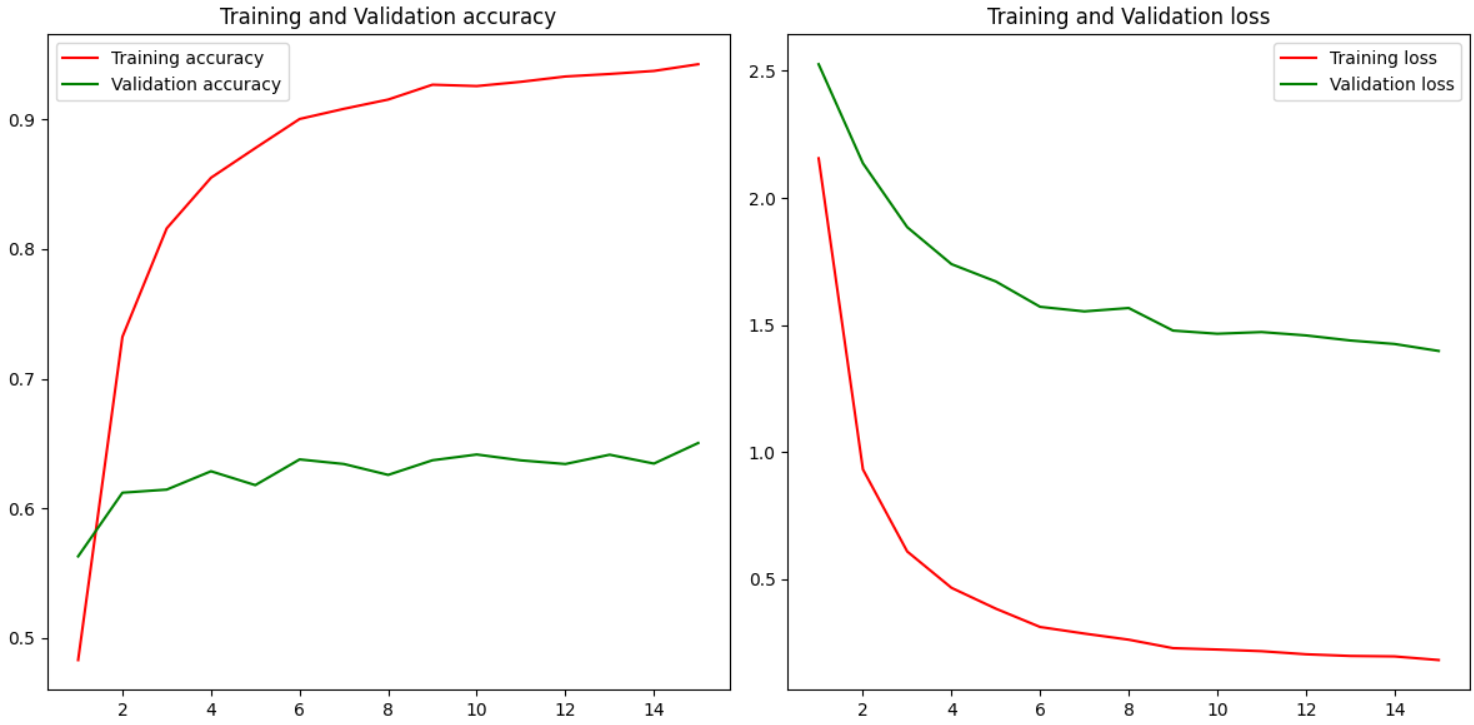 Training and Validation accuracy
Training accuracy
Validation accuracy
0.9
0.8
0.7
0.6
0.5
2 4 6 8 10 12 14
Training and Validation loss
Training loss
Validation loss
2.5
2.0
1.5
1.0
0.5
2 4 6 8 10 12 14